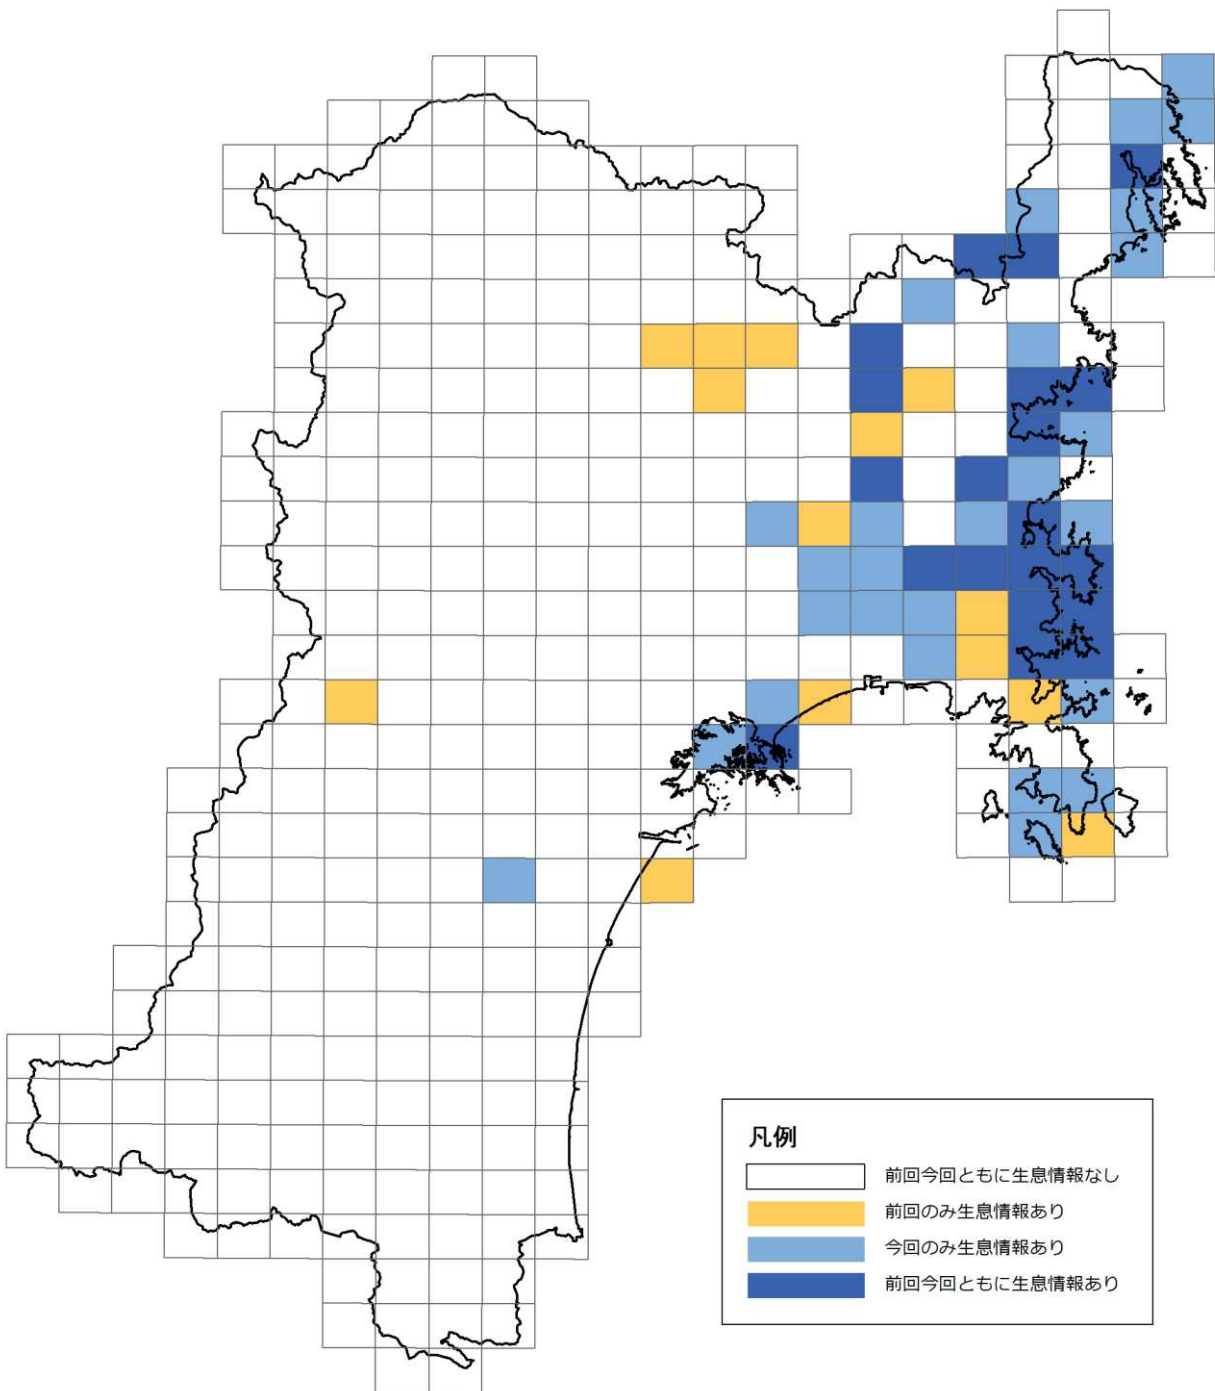 凡例
前回今回ともに生息情報なし
前回のみ生息情報あり
今回のみ生息情報あり
前回今回ともに生息情報あり